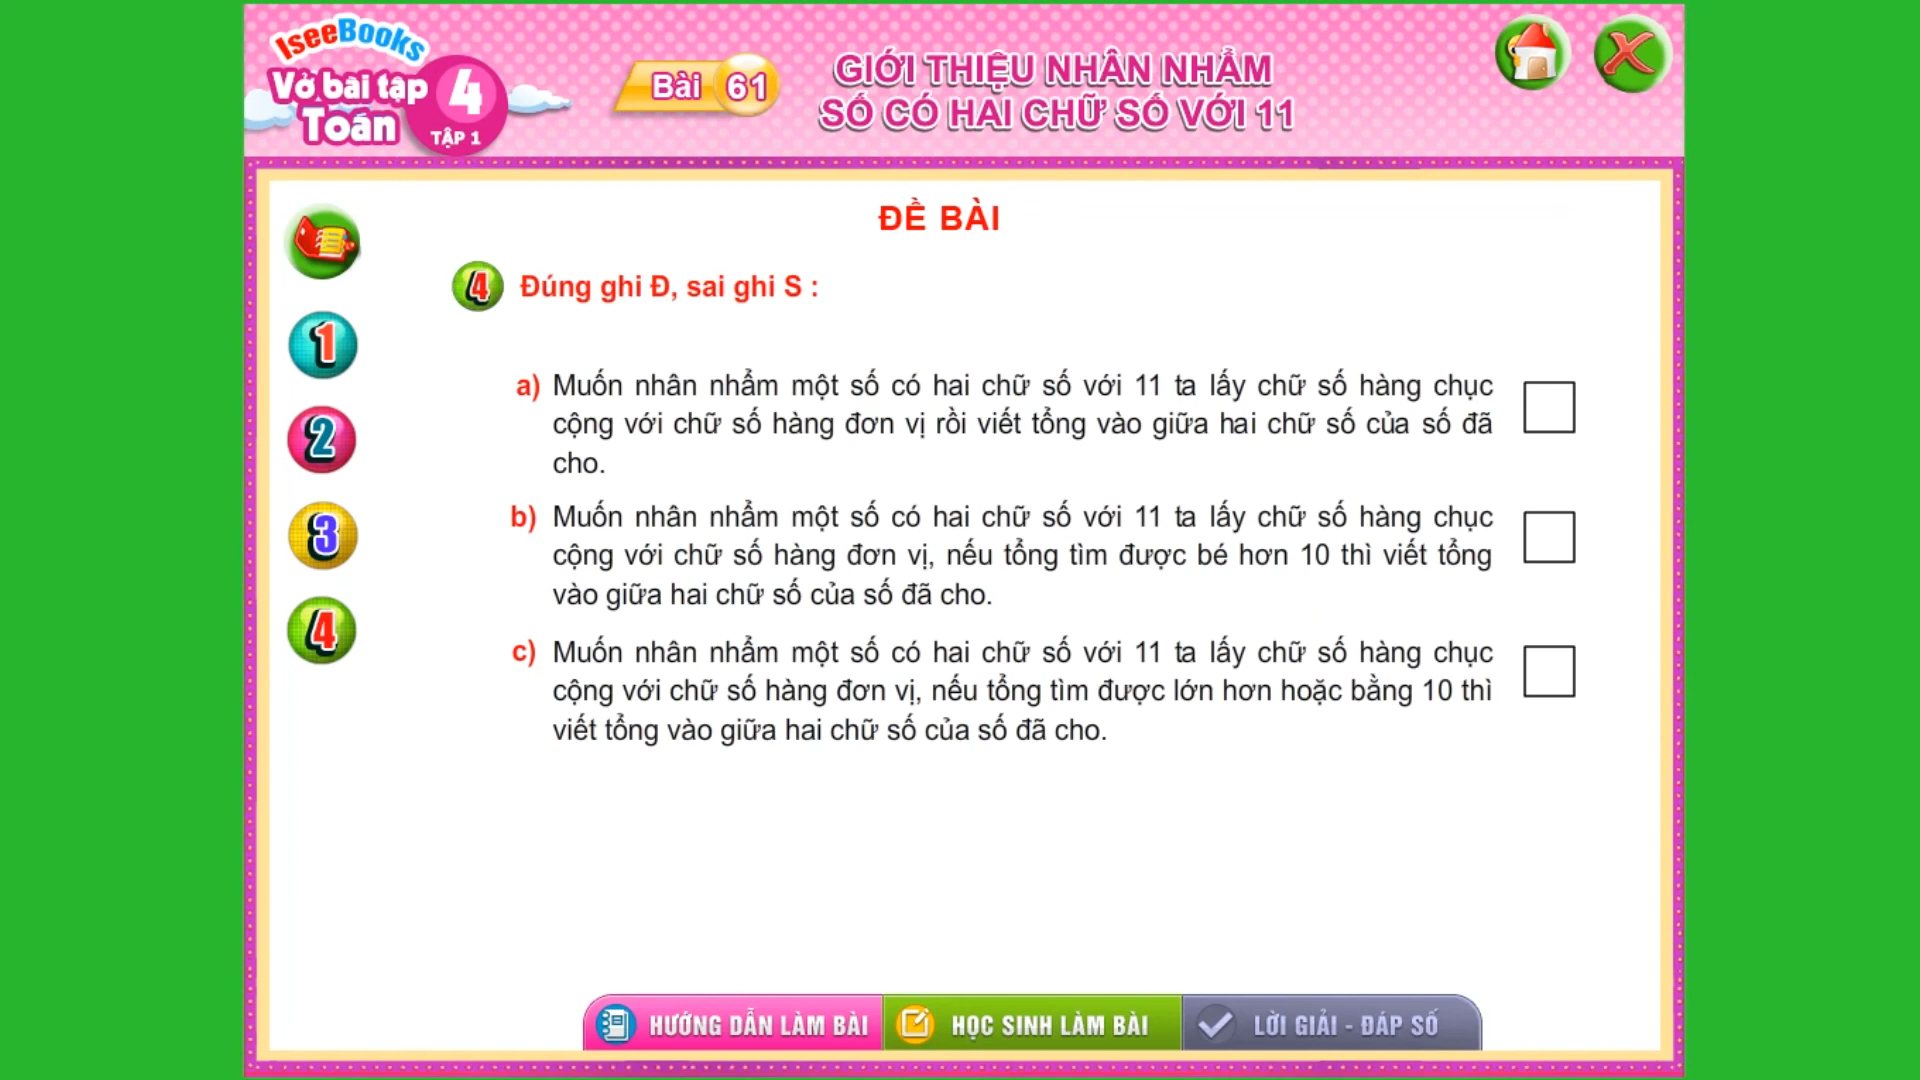 IseeBooks
Vở bài tập
Toán
4
TẬP 1
Bài 61
GIỚI THIỆU NHÂN NHẨM
SỐ CÓ HAI CHỮ SỐ VỚI 11
ĐỀ BÀI
1
2
3
4
4 Đúng ghi Đ, sai ghi S :
a) Muốn nhân nhẩm một số có hai chữ số với 11 ta lấy chữ số hàng chục
cộng với chữ số hàng đơn vị rồi viết tổng vào giữa hai chữ số của số đã
cho.
b) Muốn nhân nhẩm một số có hai chữ số với 11 ta lấy chữ số hàng chục
cộng với chữ số hàng đơn vị, nếu tổng tìm được bé hơn 10 thì viết tổng
vào giữa hai chữ số của số đã cho.
c) Muốn nhân nhẩm một số có hai chữ số với 11 ta lấy chữ số hàng chục
cộng với chữ số hàng đơn vị, nếu tổng tìm được lớn hơn hoặc bằng 10 thì
viết tổng vào giữa hai chữ số của số đã cho.
HƯỚNG DẪN LÀM BÀI
HỌC SINH LÀM BÀI
LỜI GIẢI - ĐÁP SỐ